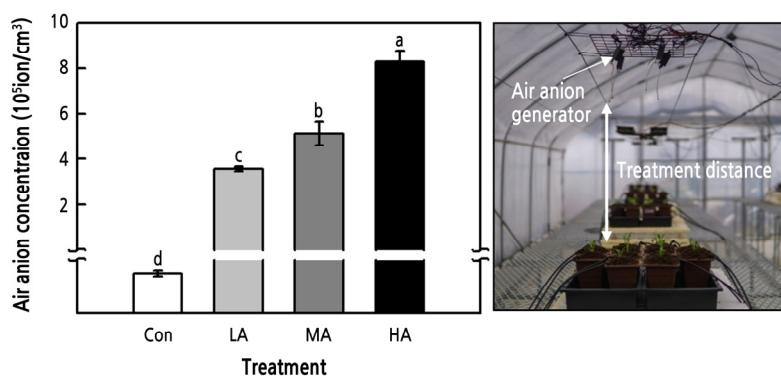 Air anion concentraion (10⁵ion/cm³)
10
8
6
4
2
d
c
b
a
Con LA MA HA
Treatment
Air anion
generator
Treatment distance